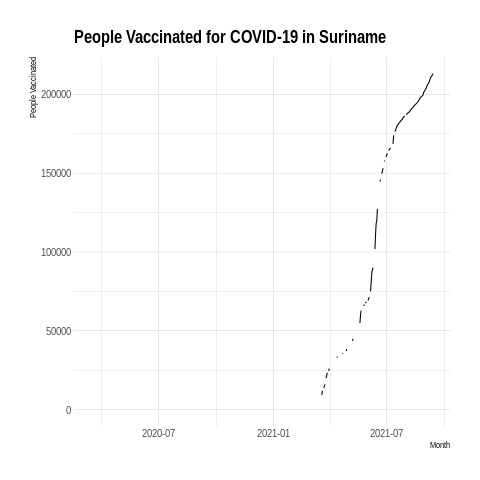 People Vaccinated for COVID-19 in Suriname
People Vaccinated
200000
150000
100000
50000
0
2020-07
2021-01
2021-07
Month